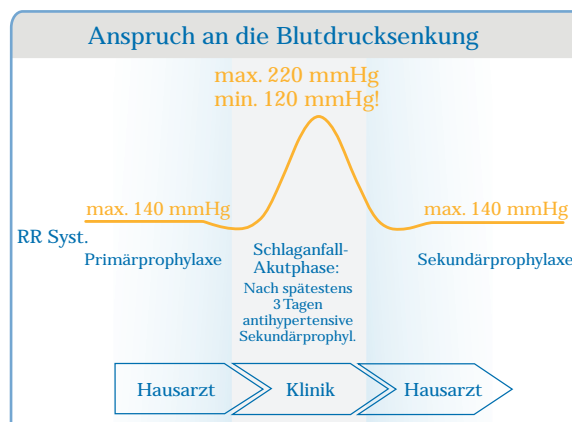 Anspruch an die Blutdrucksenkung
max. 220 mmHg
min. 120 mmHg!
max. 140 mmHg
max. 140 mmHg
RR Syst.
Primärprophylaxe
Schlaganfall-
Akutphase:
Nach spätestens
3 Tagen
antihypertensive
Sekundärprophyl.
Sekundärprophylaxe
Hausarzt
Klinik
Hausarzt